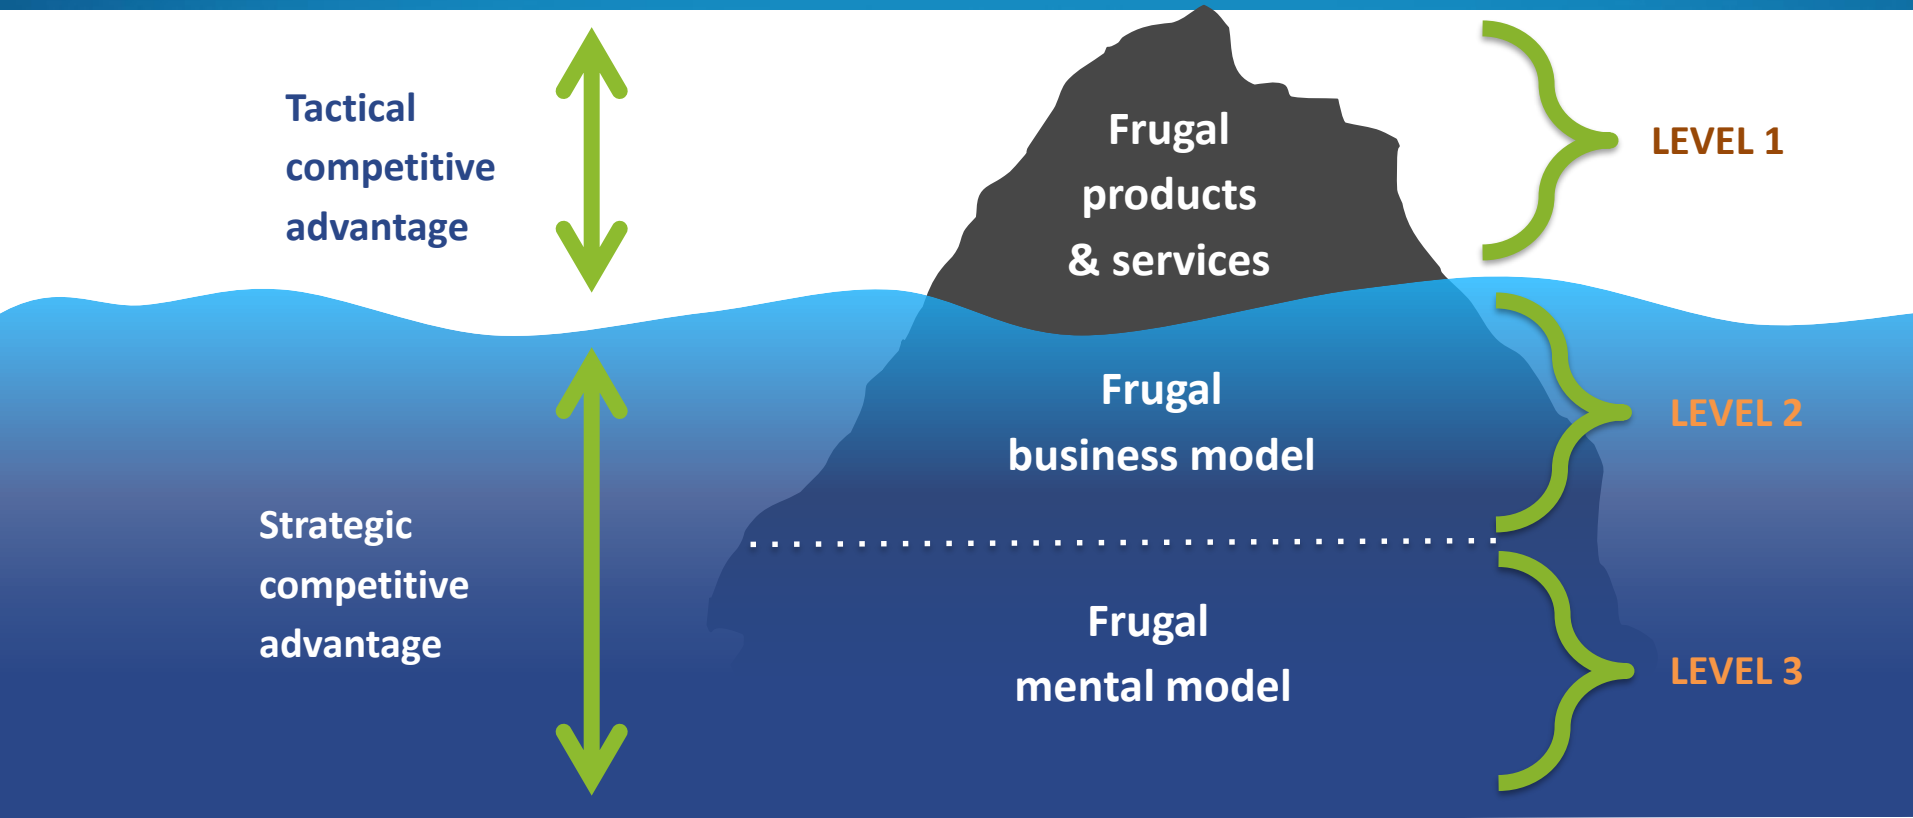 Tactical
competitive
advantage
Frugal
products
& services
LEVEL 1
Frugal
business model
LEVEL 2
Strategic
competitive
advantage
Frugal
mental model
LEVEL 3